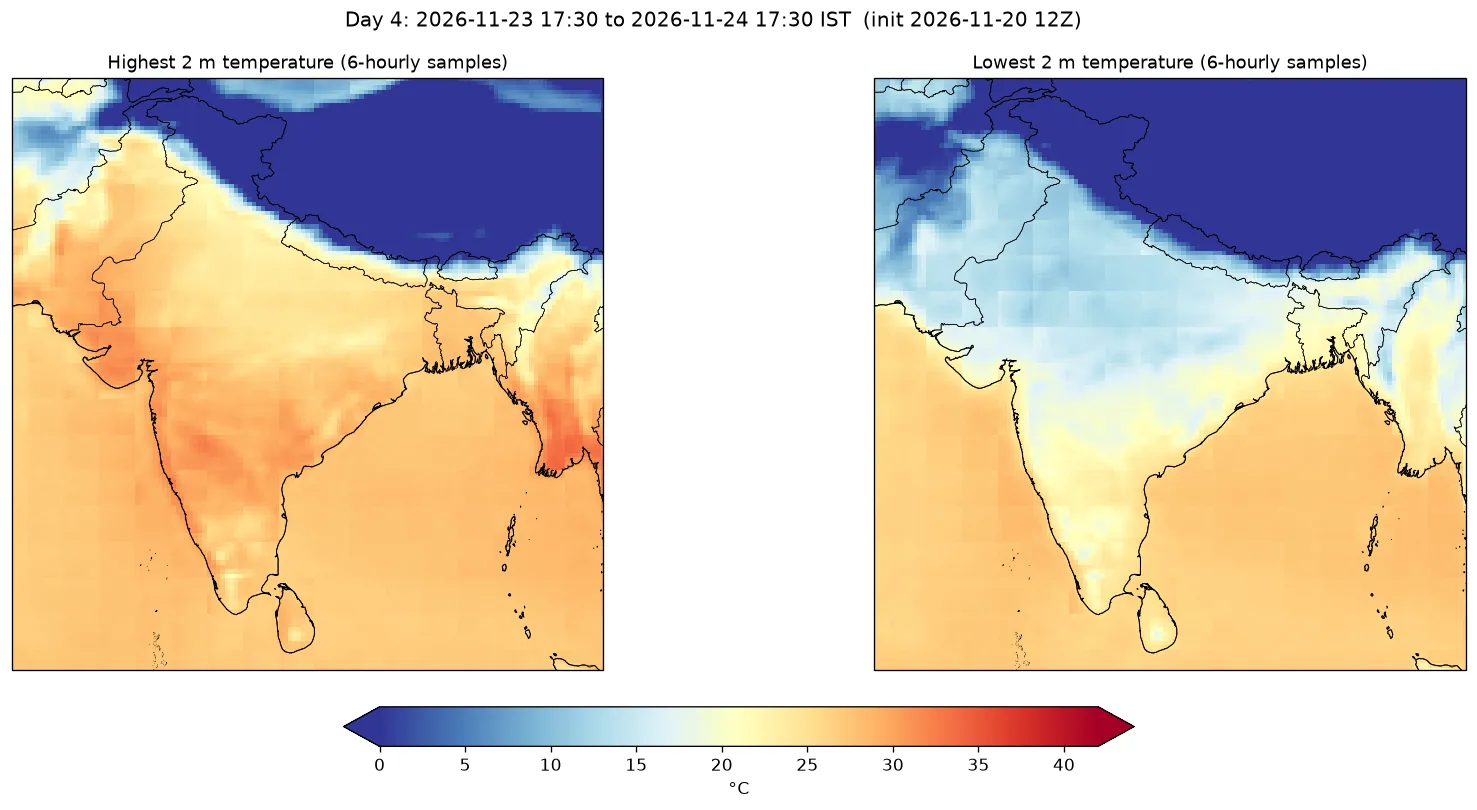 Day 4: 2026-11-23 17:30 to 2026-11-24 17:30 IST (init 2026-11-20 12Z)
Highest 2 m temperature (6-hourly samples)
Lowest 2 m temperature (6-hourly samples)
0 5 10 15 20 25 30 35 40
°C